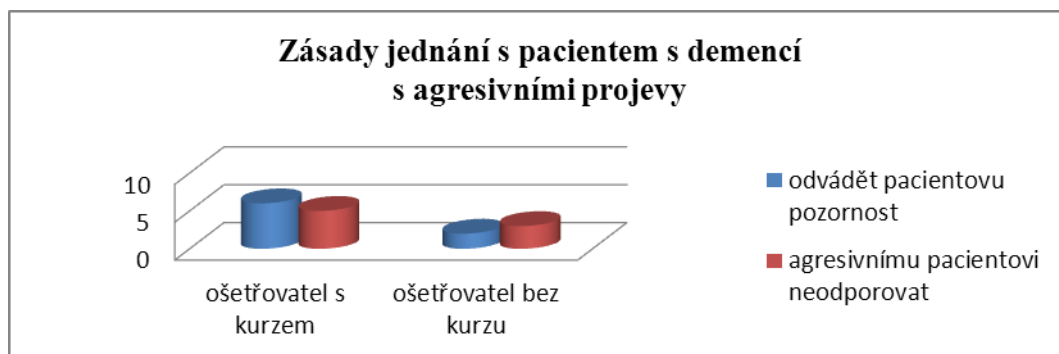 Zásady jednání s pacientem s demencí
s agresivními projevy
10
5
0
ošetřovatel s
kurzem
ošetřovatel bez
kurzu
odvádět pacientovu
pozornost
agresivnímu pacientovi
neodporovat